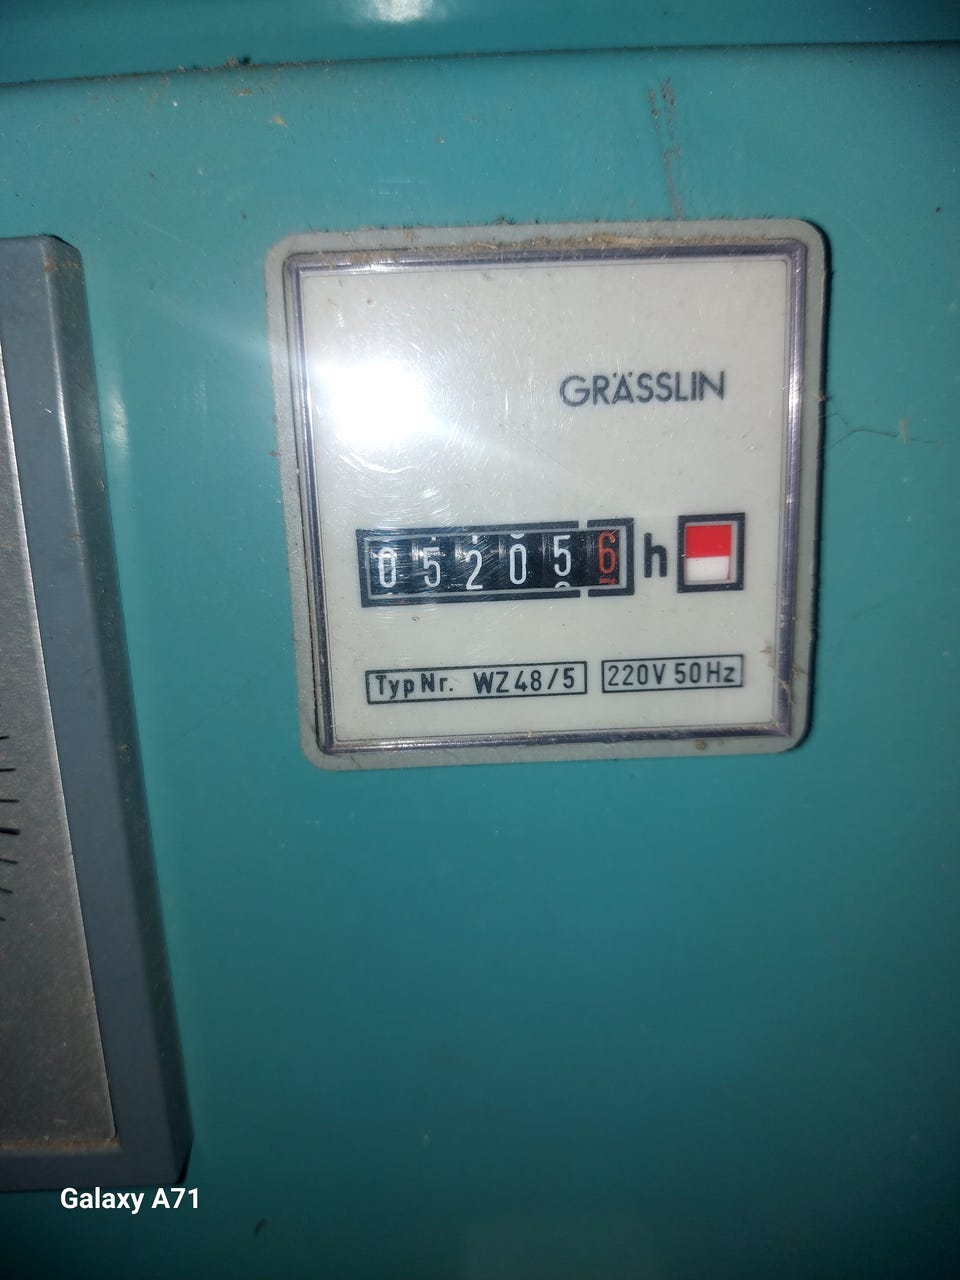 GRÄSSLIN
052056 h
Typ Nr. WZ48/5
220V 50Hz
Galaxy A71